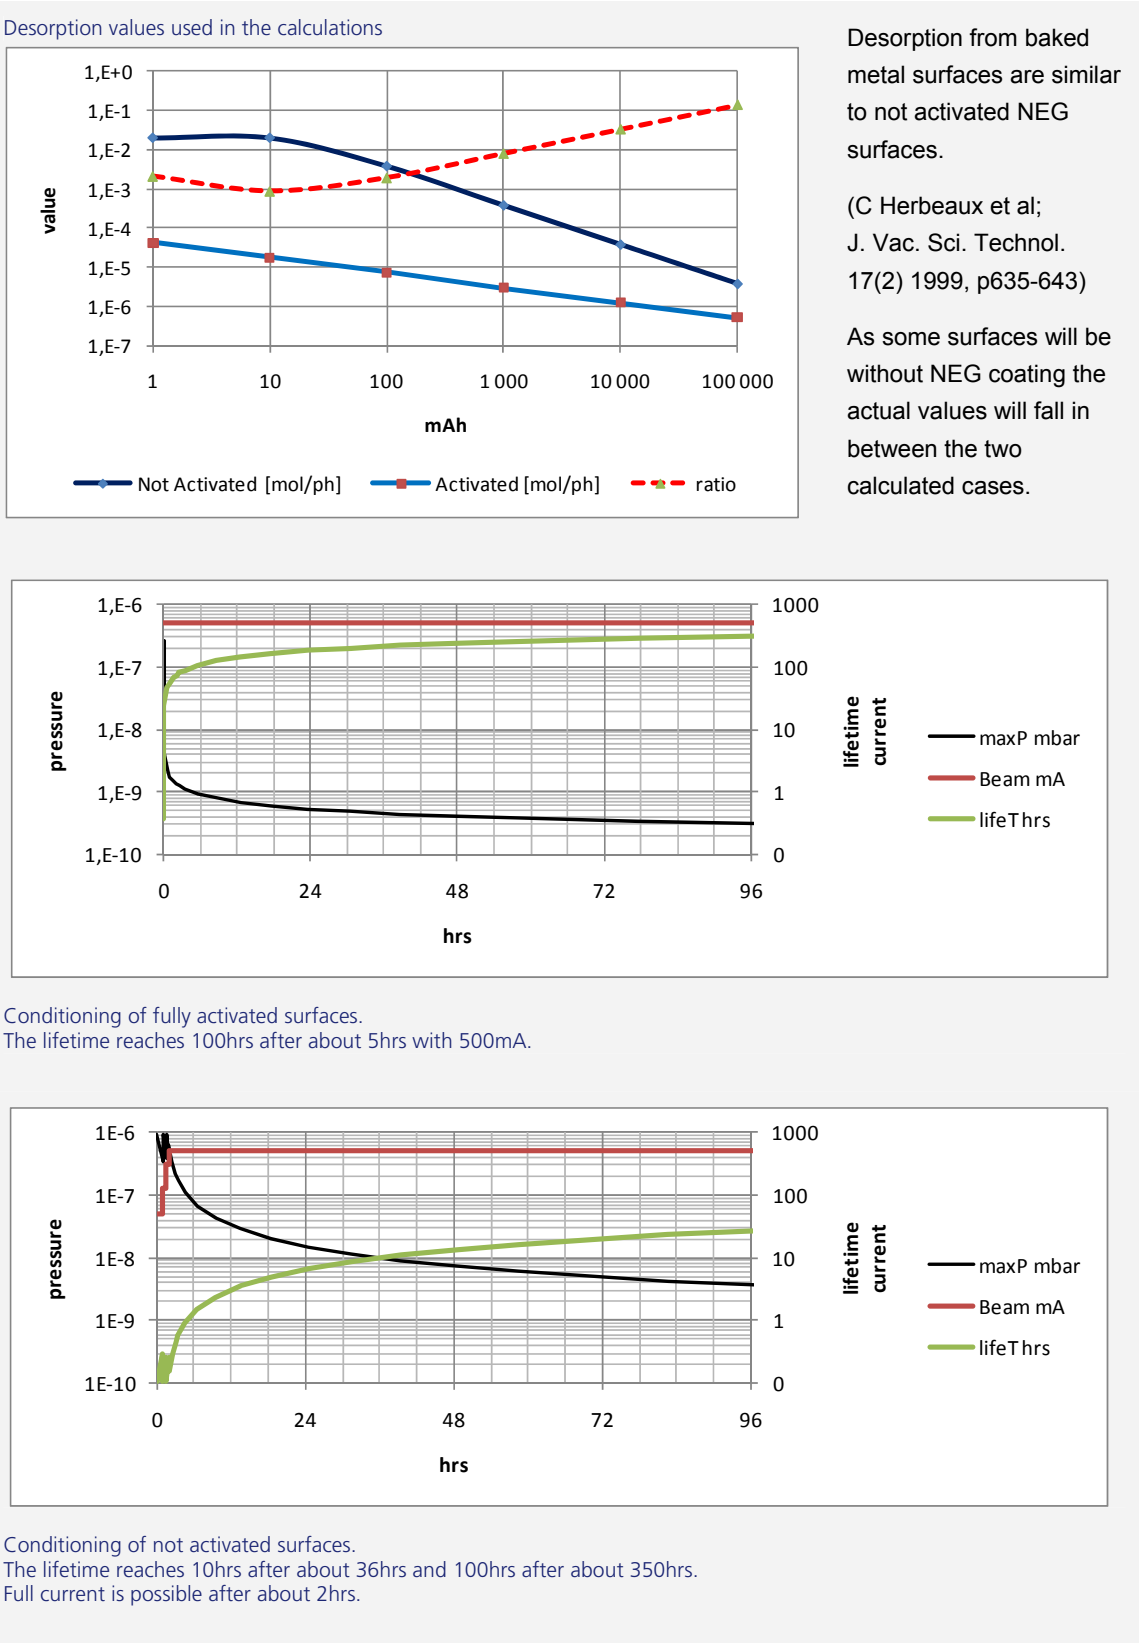 Desorption values used in the calculations
1,E+0
1,E-1
1,E-2
1,E-3
1,E-4
1,E-5
1,E-6
1,E-7
value
1
10
100
1000
10000
100000
mAh
Not Activated [mol/ph]
Activated [mol/ph]
ratio
Desorption from baked
metal surfaces are similar
to not activated NEG
surfaces.
(C Herbeaux et al;
J. Vac. Sci. Technol.
17(2) 1999, p635-643)
As some surfaces will be
without NEG coating the
actual values will fall in
between the two
calculated cases.
1,E-6
1,E-7
1,E-8
1,E-9
1,E-10
pressure
1000
100
10
1
0
lifetime
current
0
24
48
72
96
hrs
maxP mbar
Beam mA
lifeT hrs
Conditioning of fully activated surfaces.
The lifetime reaches 100hrs after about 5hrs with 500mA.
1E-6
1E-7
1E-8
1E-9
1E-10
pressure
1000
100
10
1
0
lifetime
current
0
24
48
72
96
hrs
maxP mbar
Beam mA
lifeT hrs
Conditioning of not activated surfaces.
The lifetime reaches 10hrs after about 36hrs and 100hrs after about 350hrs.
Full current is possible after about 2hrs.